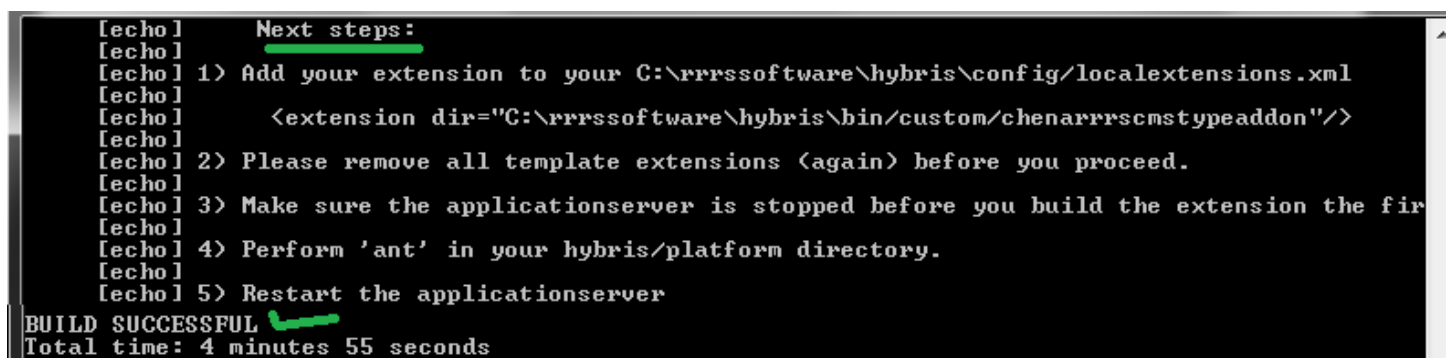 [echo] Next steps:
[echo]
[echo] 1) Add your extension to your C:\rrrssoftware\hybris\config/localextensions.xml
[echo]
[echo] <extension dir="C:\rrrssoftware\hybris\bin/custom/chenarrrscmstypeaddon"/>
[echo]
[echo] 2) Please remove all template extensions (again) before you proceed.
[echo]
[echo] 3) Make sure the applicationserver is stopped before you build the extension the fir
[echo]
[echo] 4) Perform 'ant' in your hybris/platform directory.
[echo]
[echo] 5) Restart the applicationserver
BUILD SUCCESSFUL
Total time: 4 minutes 55 seconds